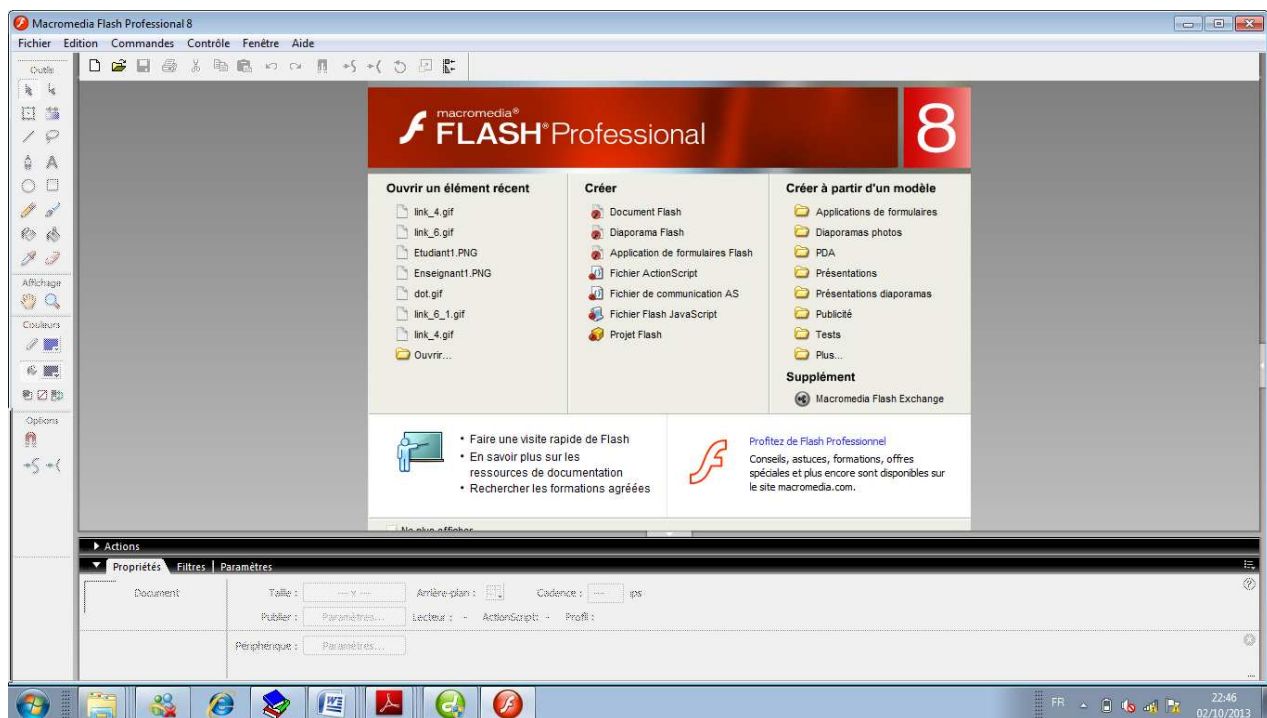 Macromedia Flash Professional 8
Fichier Edition Commandes Contrôle Fenêtre Aide
Outils
macromedia®
FLASH® Professional
8
Ouvrir un élément récent
link_4.gif
link_6.gif
Etudiant1.PNG
Enseignant1.PNG
dot.gif
link_6_1.gif
link_4.gif
Ouvrir...
Créer
Document Flash
Diaporama Flash
Application de formulaires Flash
Fichier ActionScript
Fichier de communication AS
Fichier Flash JavaScript
Projet Flash
Créer à partir d'un modèle
Applications de formulaires
Diaporamas photos
PDA
Présentations
Présentations diaporamas
Publicité
Tests
Plus...
Supplément
Macromedia Flash Exchange
Affichage
Couleurs
Options
• Faire une visite rapide de Flash
• En savoir plus sur les
ressources de documentation
• Rechercher les formations agréées
Profitez de Flash Professionnel
Conseils, astuces, formations, offres
spéciales et plus encore sont disponibles sur
le site macromedia.com.
Ne plus afficher
Actions
Propriétés Filtres Paramètres
Document
Taille : --- x --- Arrière-plan : Cadence : --- ips
Publier : Paramètres... Lecteur : - ActionScript: - Profil :
Périphérique : Paramètres...
FR
22:46
02/10/2013